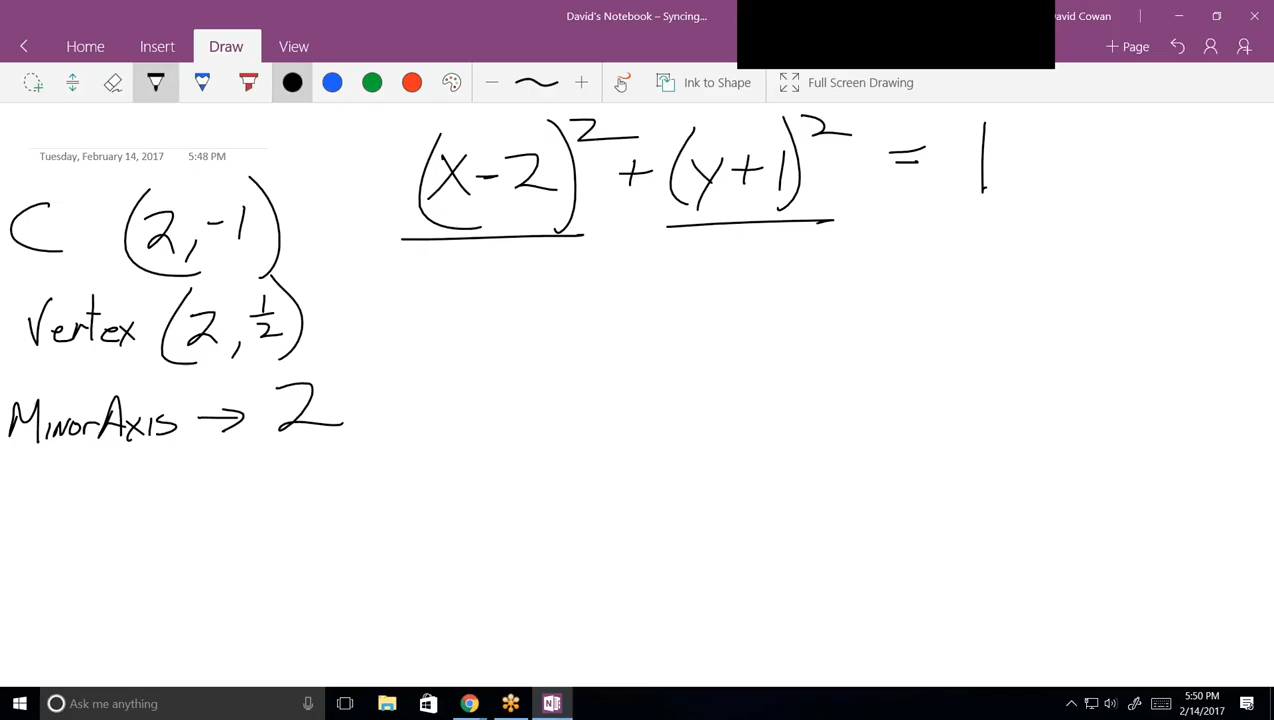 David's Notebook – Syncing...
avid Cowan
Home Insert Draw View
Page
Ink to Shape Full Screen Drawing
Tuesday, February 14, 2017 5:48 PM
(x-2)² + (y+1)² = 1
C (2,-1)
Vertex (2, 1/2)
Minor Axis → 2
Ask me anything
5:50 PM
2/14/2017